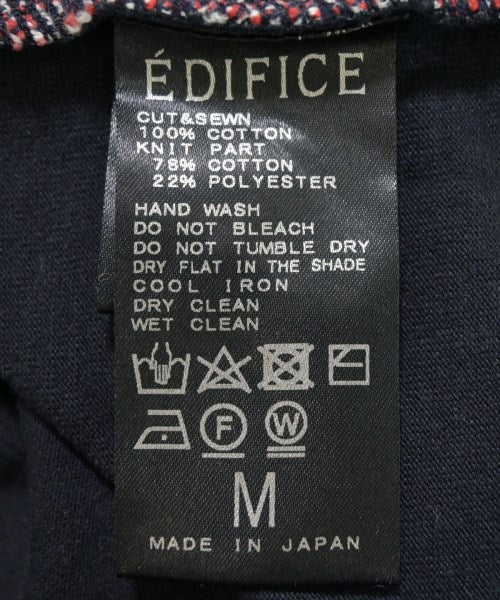 ÉDIFICE
CUT&SEWN
100% COTTON
KNIT PART
78% COTTON
22% POLYESTER
HAND WASH
DO NOT BLEACH
DO NOT TUMBLE DRY
DRY FLAT IN THE SHADE
COOL IRON
DRY CLEAN
WET CLEAN
F W
M
MADE IN JAPAN